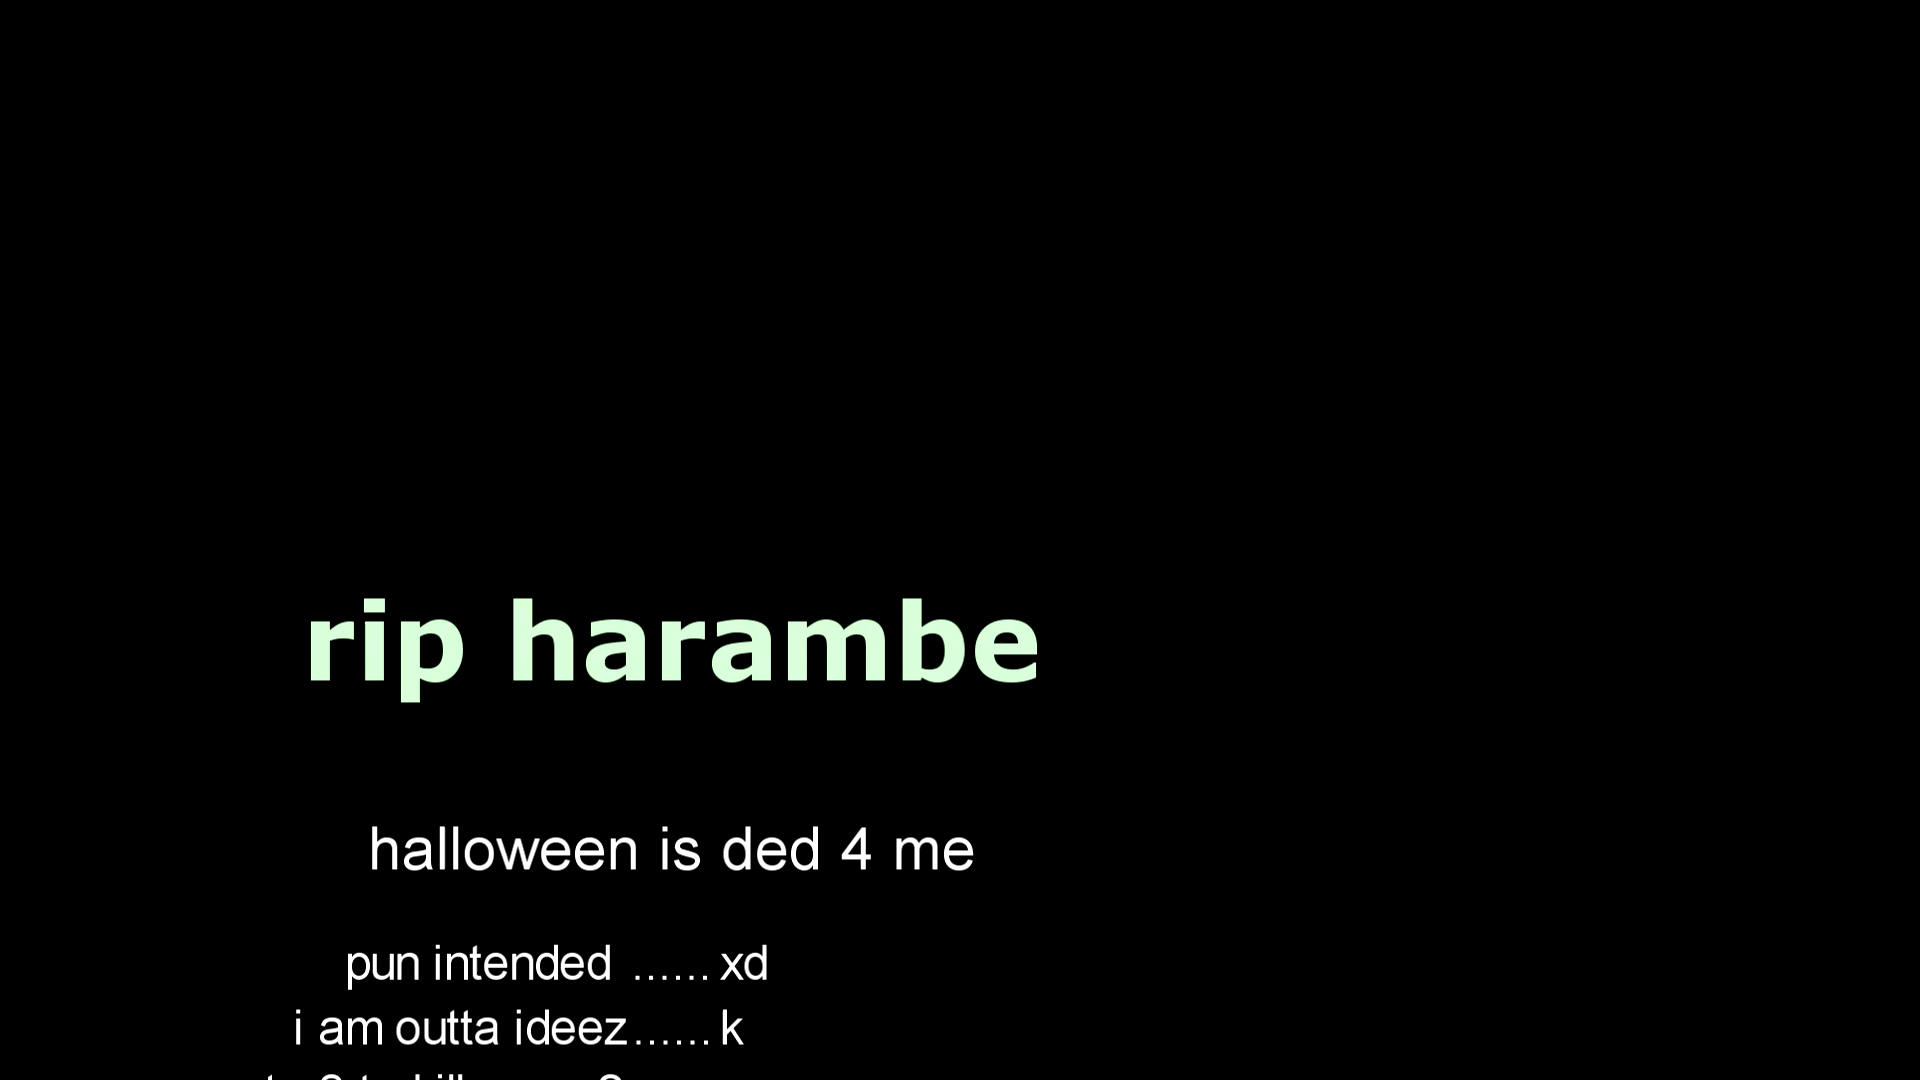 rip harambe
halloween is ded 4 me
pun intended ...... xd
i am outta ideez...... k